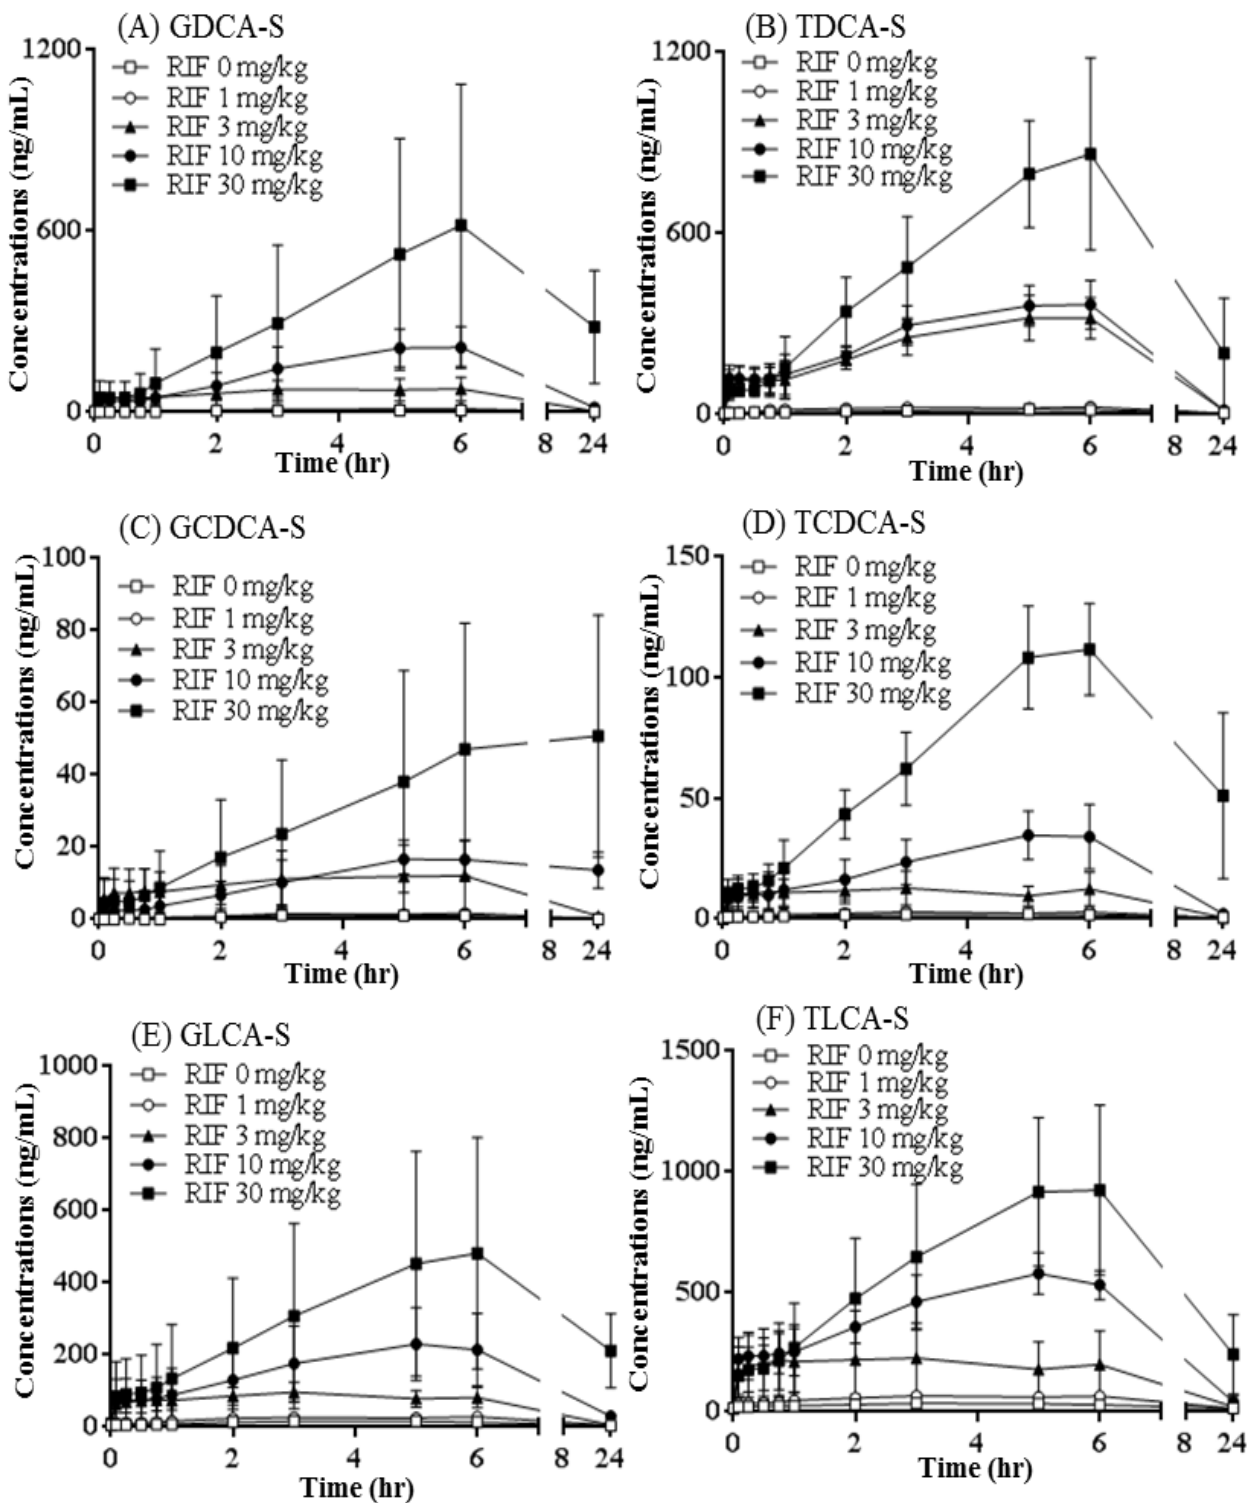 (A) GDCA-S
Concentrations (ng/mL)
1200
600
0
RIF 0 mg/kg
RIF 1 mg/kg
RIF 3 mg/kg
RIF 10 mg/kg
RIF 30 mg/kg
0 2 4 6 8 24
Time (hr)
(B) TDCA-S
Concentrations (ng/mL)
1200
600
0
RIF 0 mg/kg
RIF 1 mg/kg
RIF 3 mg/kg
RIF 10 mg/kg
RIF 30 mg/kg
0 2 4 6 8 24
Time (hr)
(C) GCDCA-S
Concentrations (ng/mL)
100
80
60
40
20
0
RIF 0 mg/kg
RIF 1 mg/kg
RIF 3 mg/kg
RIF 10 mg/kg
RIF 30 mg/kg
0 2 4 6 8 24
Time (hr)
(D) TCDCA-S
Concentrations (ng/mL)
150
100
50
0
RIF 0 mg/kg
RIF 1 mg/kg
RIF 3 mg/kg
RIF 10 mg/kg
RIF 30 mg/kg
0 2 4 6 8 24
Time (hr)
(E) GLCA-S
Concentrations (ng/mL)
1000
800
600
400
200
0
RIF 0 mg/kg
RIF 1 mg/kg
RIF 3 mg/kg
RIF 10 mg/kg
RIF 30 mg/kg
0 2 4 6 8 24
Time (hr)
(F) TLCA-S
Concentrations (ng/mL)
1500
1000
500
0
RIF 0 mg/kg
RIF 1 mg/kg
RIF 3 mg/kg
RIF 10 mg/kg
RIF 30 mg/kg
0 2 4 6 8 24
Time (hr)